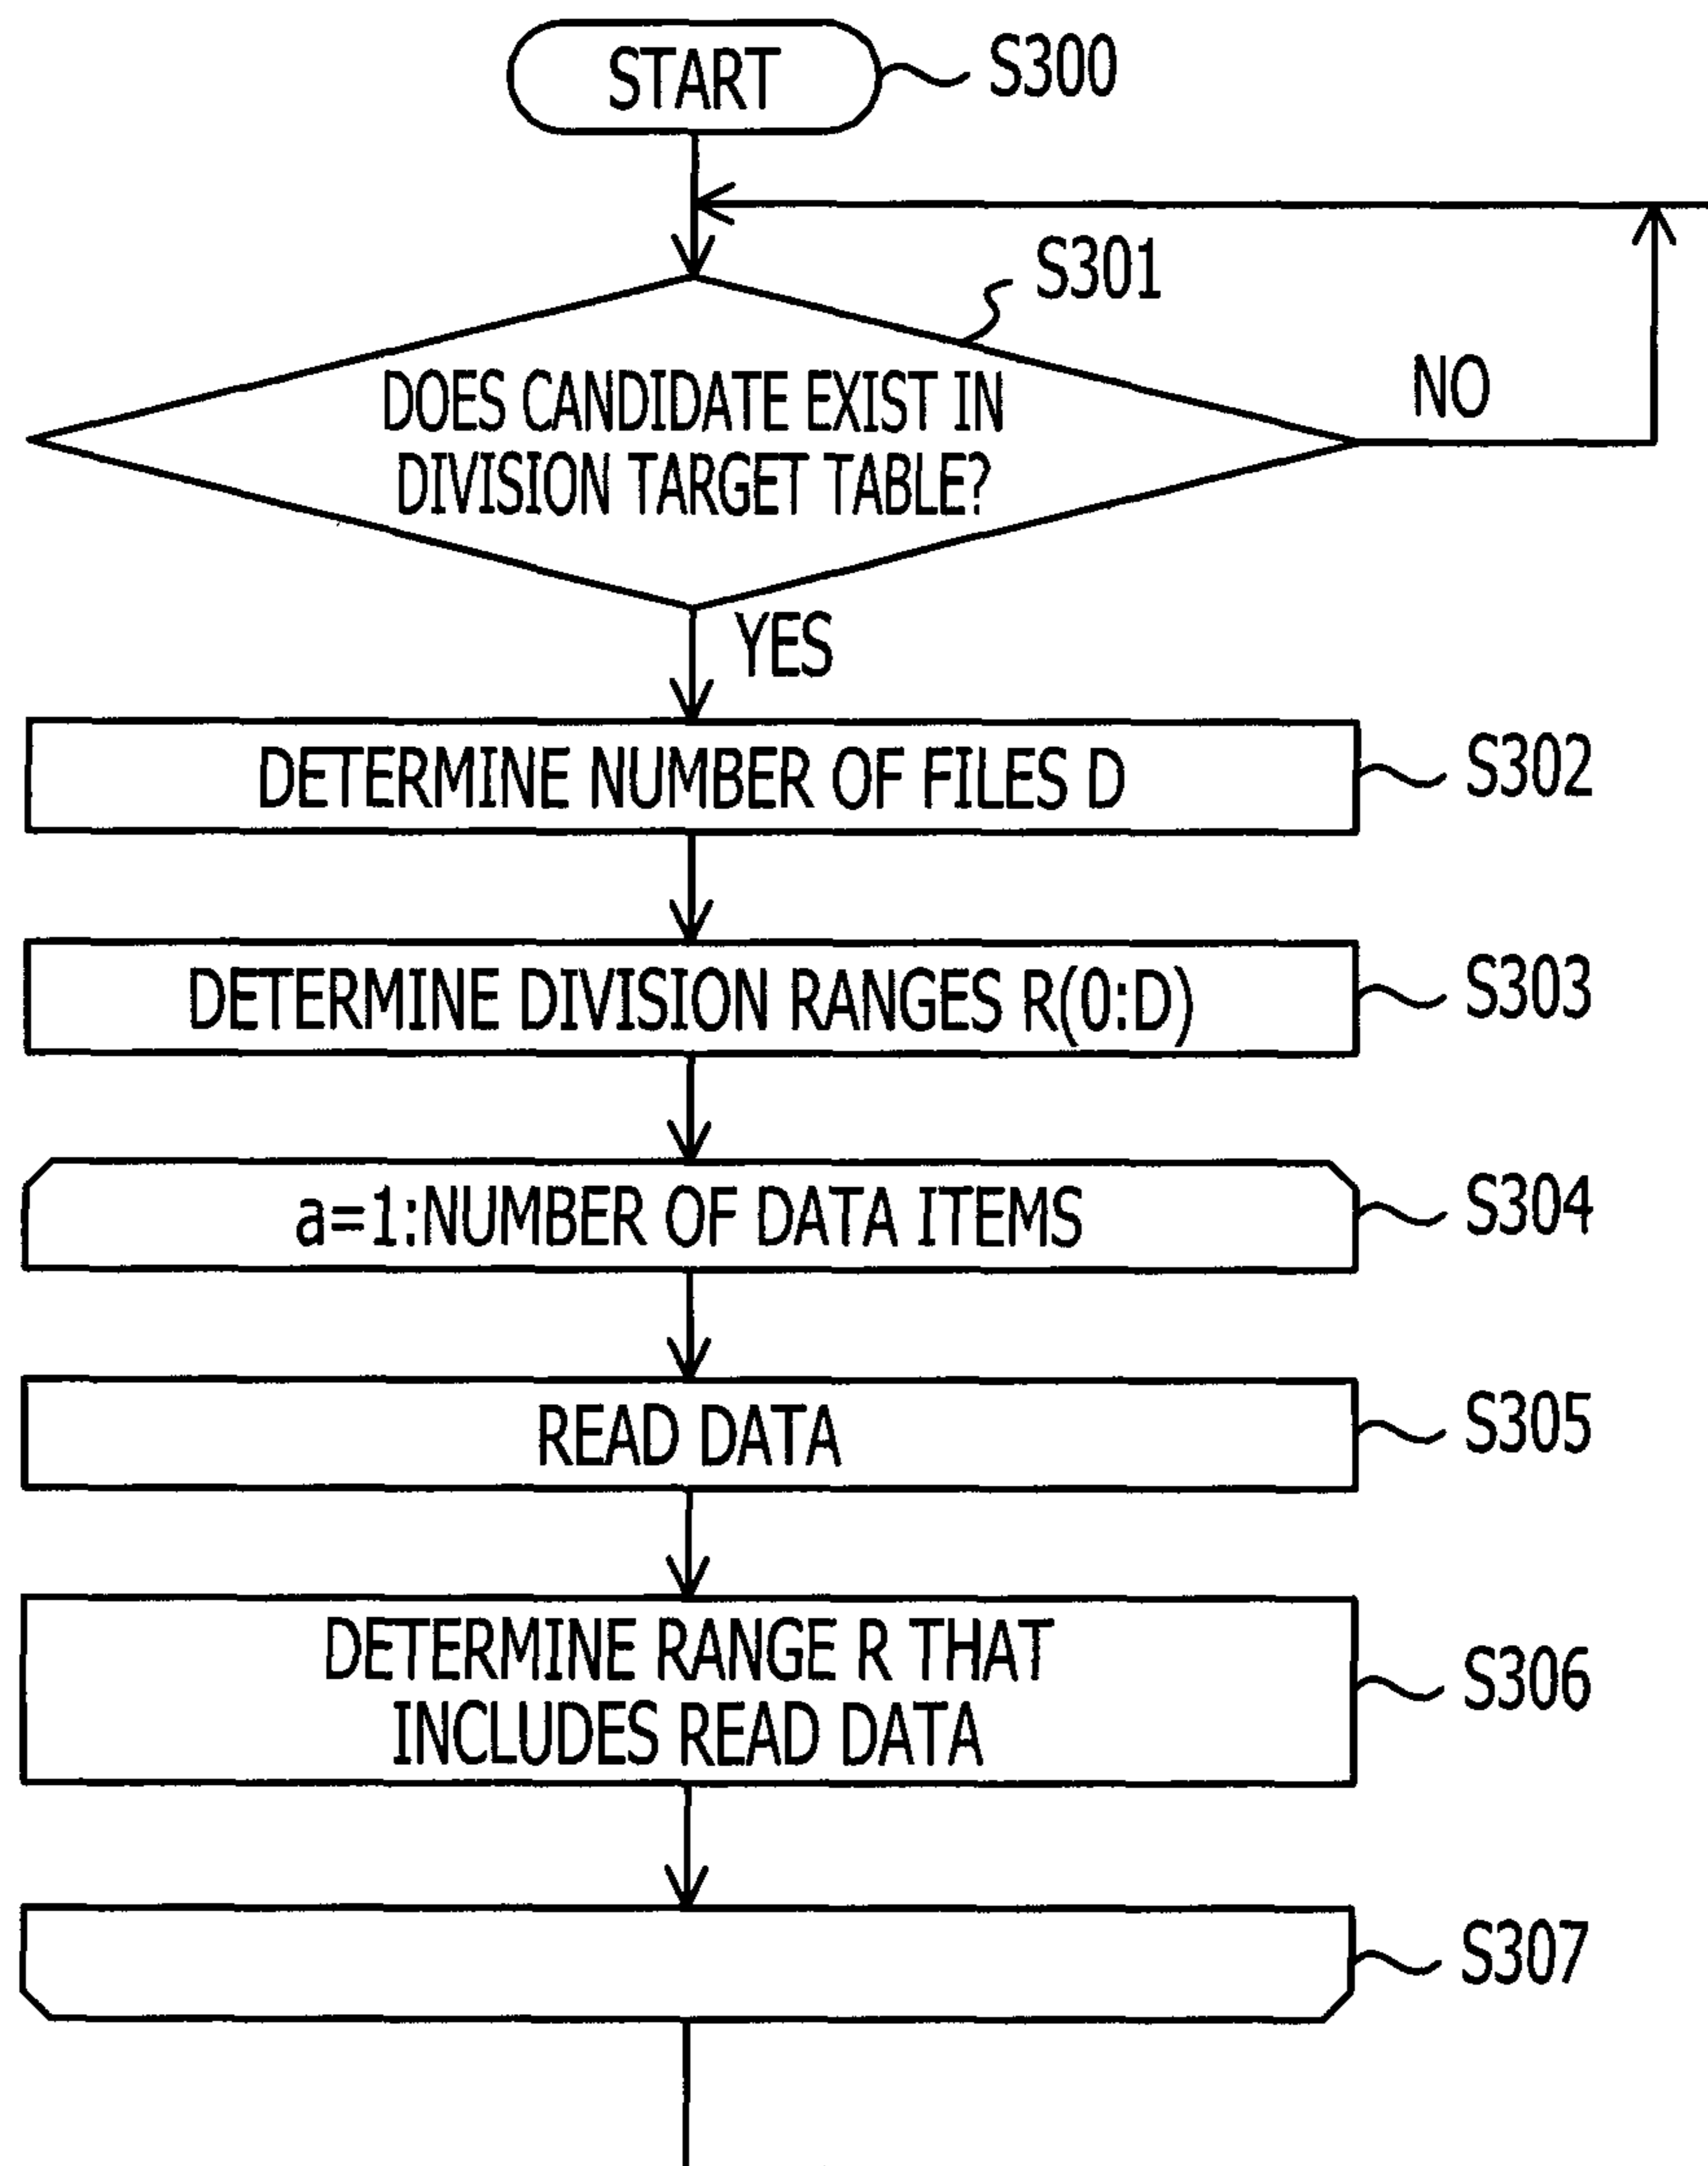 START
S300
S301
DOES CANDIDATE EXIST IN
DIVISION TARGET TABLE?
NO
YES
DETERMINE NUMBER OF FILES D
S302
DETERMINE DIVISION RANGES R(0:D)
S303
a=1:NUMBER OF DATA ITEMS
S304
READ DATA
S305
DETERMINE RANGE R THAT
INCLUDES READ DATA
S306
S307